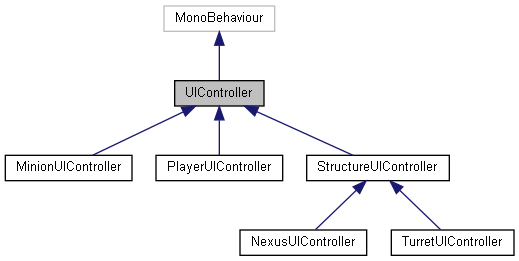 MonoBehaviour
UIController
MinionUIController
PlayerUIController
StructureUIController
NexusUIController
TurretUIController